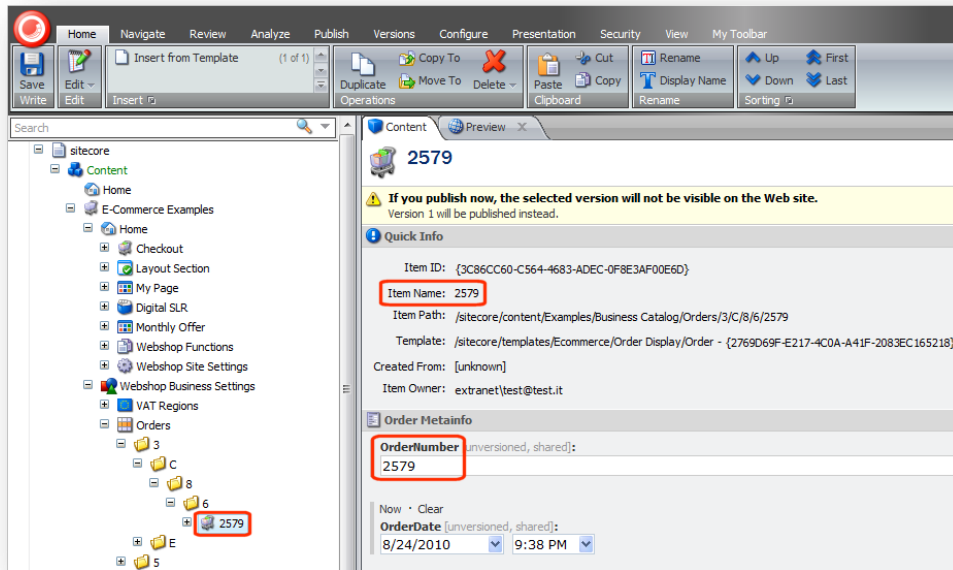 Home Navigate Review Analyze Publish Versions Configure Presentation Security View My Toolbar
Save
Write
Edit
Edit
Insert from Template (1 of 1)
Insert
Duplicate
Copy To
Move To
Delete
Operations
Paste
Cut
Copy
Clipboard
Rename
Display Name
Rename
Up
Down
First
Last
Sorting
Search
sitecore
Content
Home
E-Commerce Examples
Home
Checkout
Layout Section
My Page
Digital SLR
Monthly Offer
Webshop Functions
Webshop Site Settings
Webshop Business Settings
VAT Regions
Orders
3
C
8
6
2579
E
5
Content Preview X
2579
If you publish now, the selected version will not be visible on the Web site.
Version 1 will be published instead.
Quick Info
Item ID: {3C86CC60-C564-4683-ADEC-0F8E3AF00E6D}
Item Name: 2579
Item Path: /sitecore/content/Examples/Business Catalog/Orders/3/C/8/6/2579
Template: /sitecore/templates/Ecommerce/Order Display/Order - {2769D69F-E217-4C0A-A41F-2083EC165218}
Created From: [unknown]
Item Owner: extranet\test@test.it
Order Metainfo
OrderNumber [unversioned, shared]:
2579
Now · Clear
OrderDate [unversioned, shared]:
8/24/2010 9:38 PM